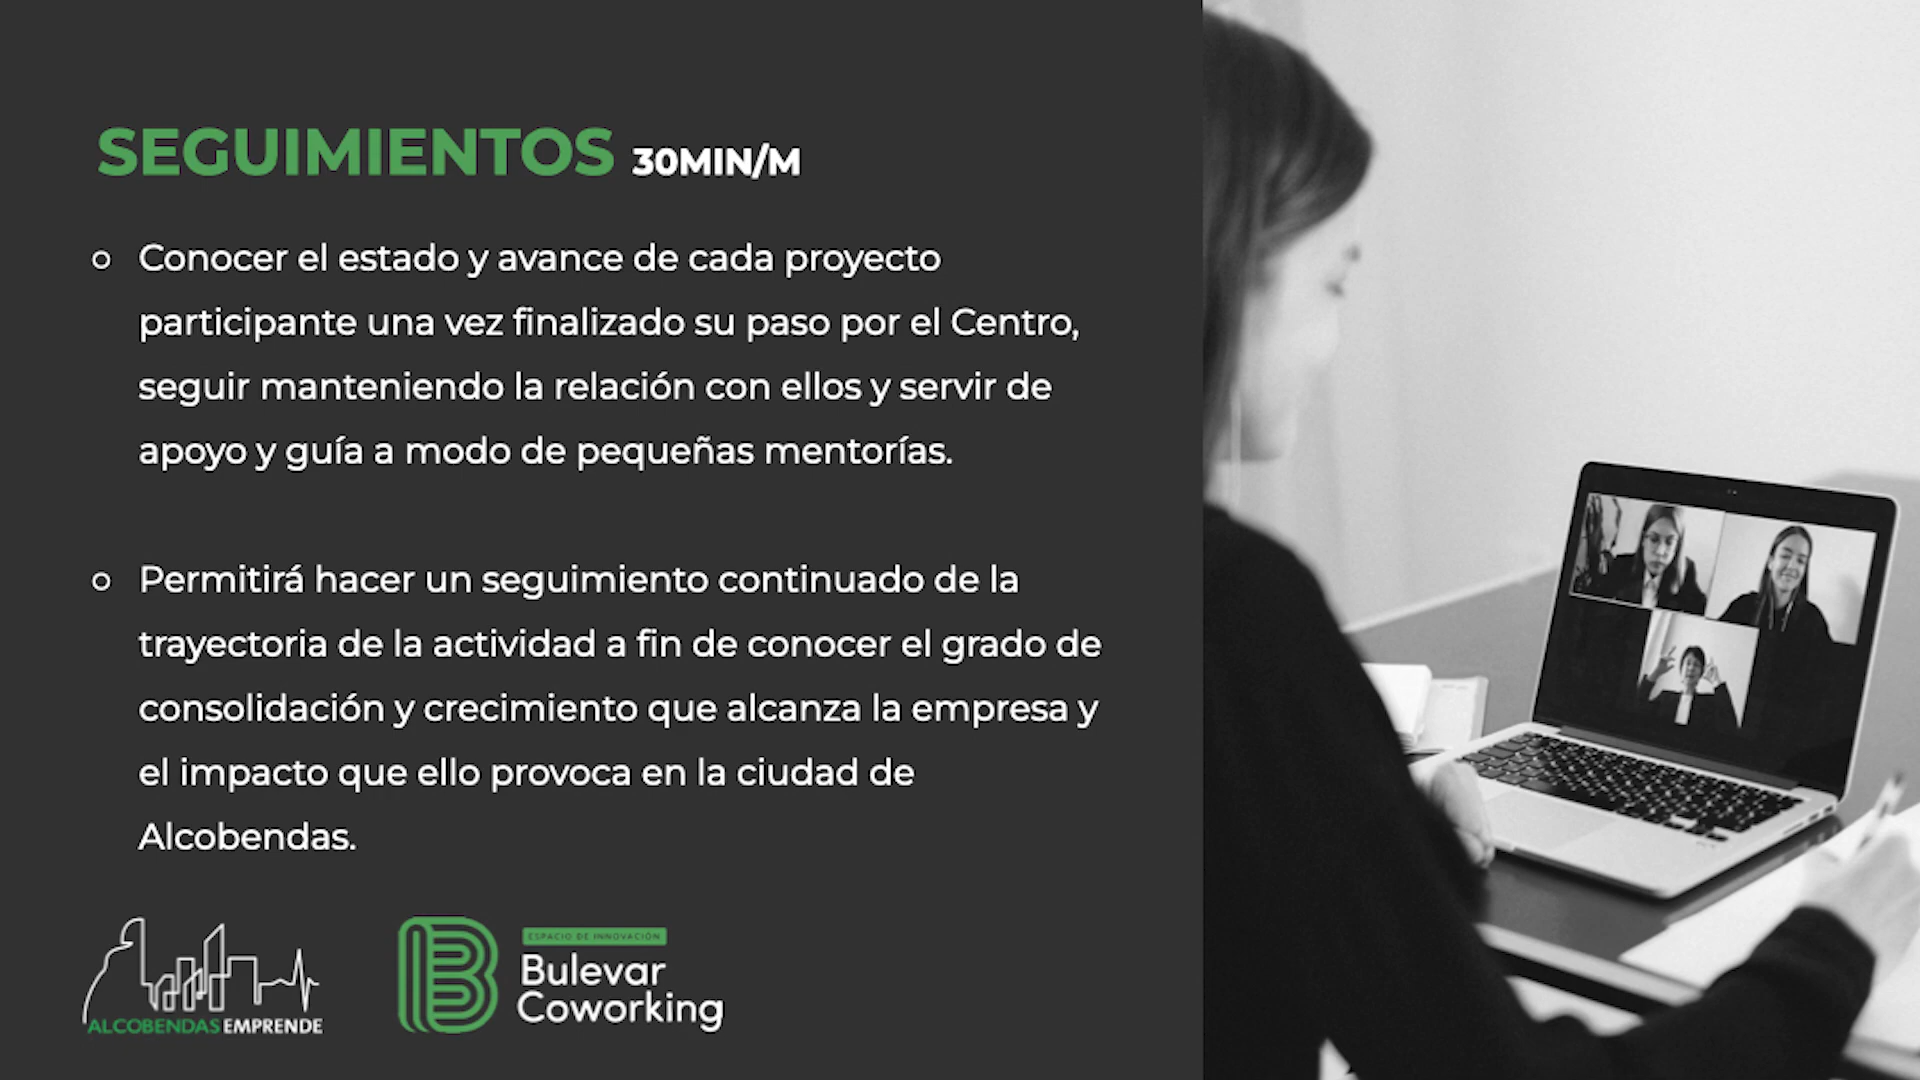 SEGUIMIENTOS 30MIN/M
Conocer el estado y avance de cada proyecto
participante una vez finalizado su paso por el Centro,
seguir manteniendo la relación con ellos y servir de
apoyo y guía a modo de pequeñas mentorías.
Permitirá hacer un seguimiento continuado de la
trayectoria de la actividad a fin de conocer el grado de
consolidación y crecimiento que alcanza la empresa y
el impacto que ello provoca en la ciudad de
Alcobendas.
ALCOBENDAS EMPRENDE
ESPACIO DE INNOVACIÓN
Bulevar
Coworking